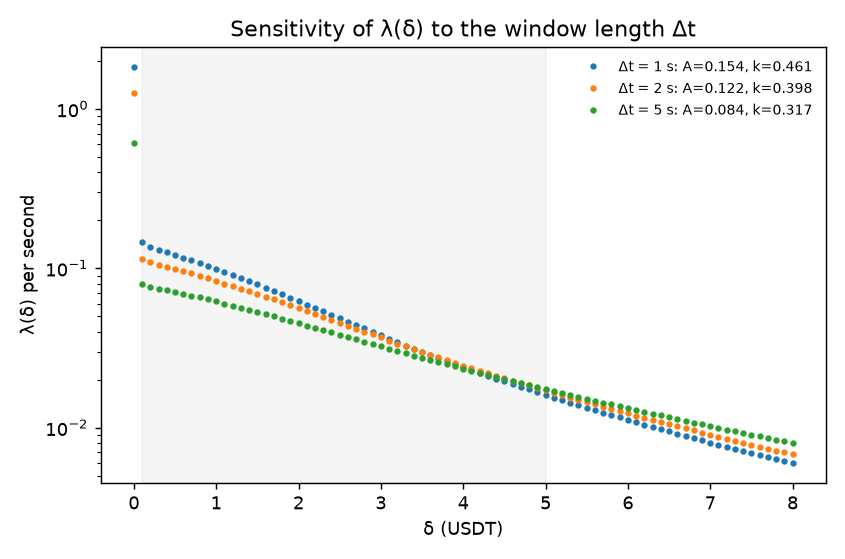 Sensitivity of λ(δ) to the window length Δt
Δt = 1 s: A=0.154, k=0.461
Δt = 2 s: A=0.122, k=0.398
Δt = 5 s: A=0.084, k=0.317
λ(δ) per second
10⁰
10⁻¹
10⁻²
0 1 2 3 4 5 6 7 8
δ (USDT)